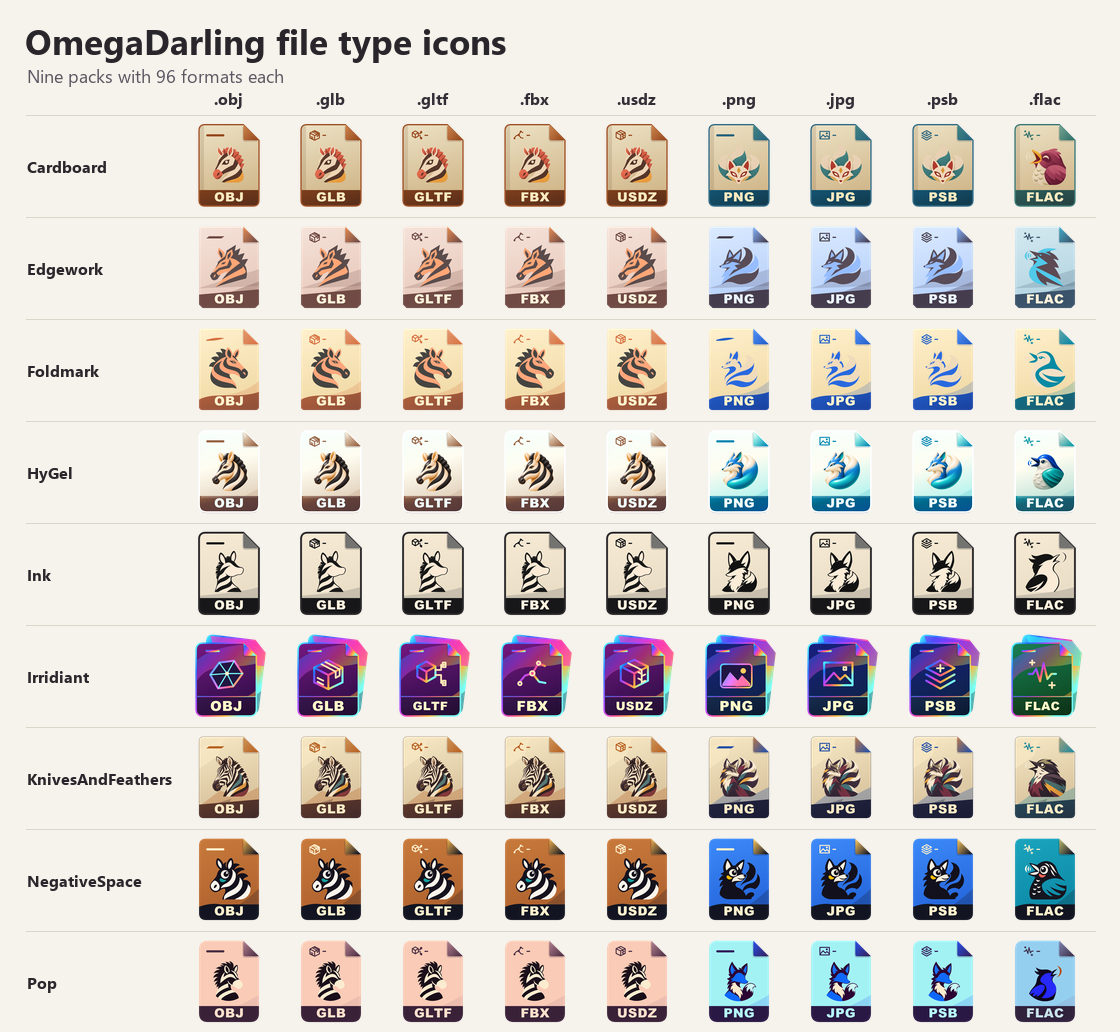 OmegaDarling file type icons
Nine packs with 96 formats each
.obj .glb .gltf .fbx .usdz .png .jpg .psb .flac
Cardboard
OBJ GLB GLTF FBX USDZ PNG JPG PSB FLAC
Edgework
OBJ GLB GLTF FBX USDZ PNG JPG PSB FLAC
Foldmark
OBJ GLB GLTF FBX USDZ PNG JPG PSB FLAC
HyGel
OBJ GLB GLTF FBX USDZ PNG JPG PSB FLAC
Ink
OBJ GLB GLTF FBX USDZ PNG JPG PSB FLAC
Irridiant
OBJ GLB GLTF FBX USDZ PNG JPG PSB FLAC
KnivesAndFeathers
OBJ GLB GLTF FBX USDZ PNG JPG PSB FLAC
NegativeSpace
OBJ GLB GLTF FBX USDZ PNG JPG PSB FLAC
Pop
OBJ GLB GLTF FBX USDZ PNG JPG PSB FLAC